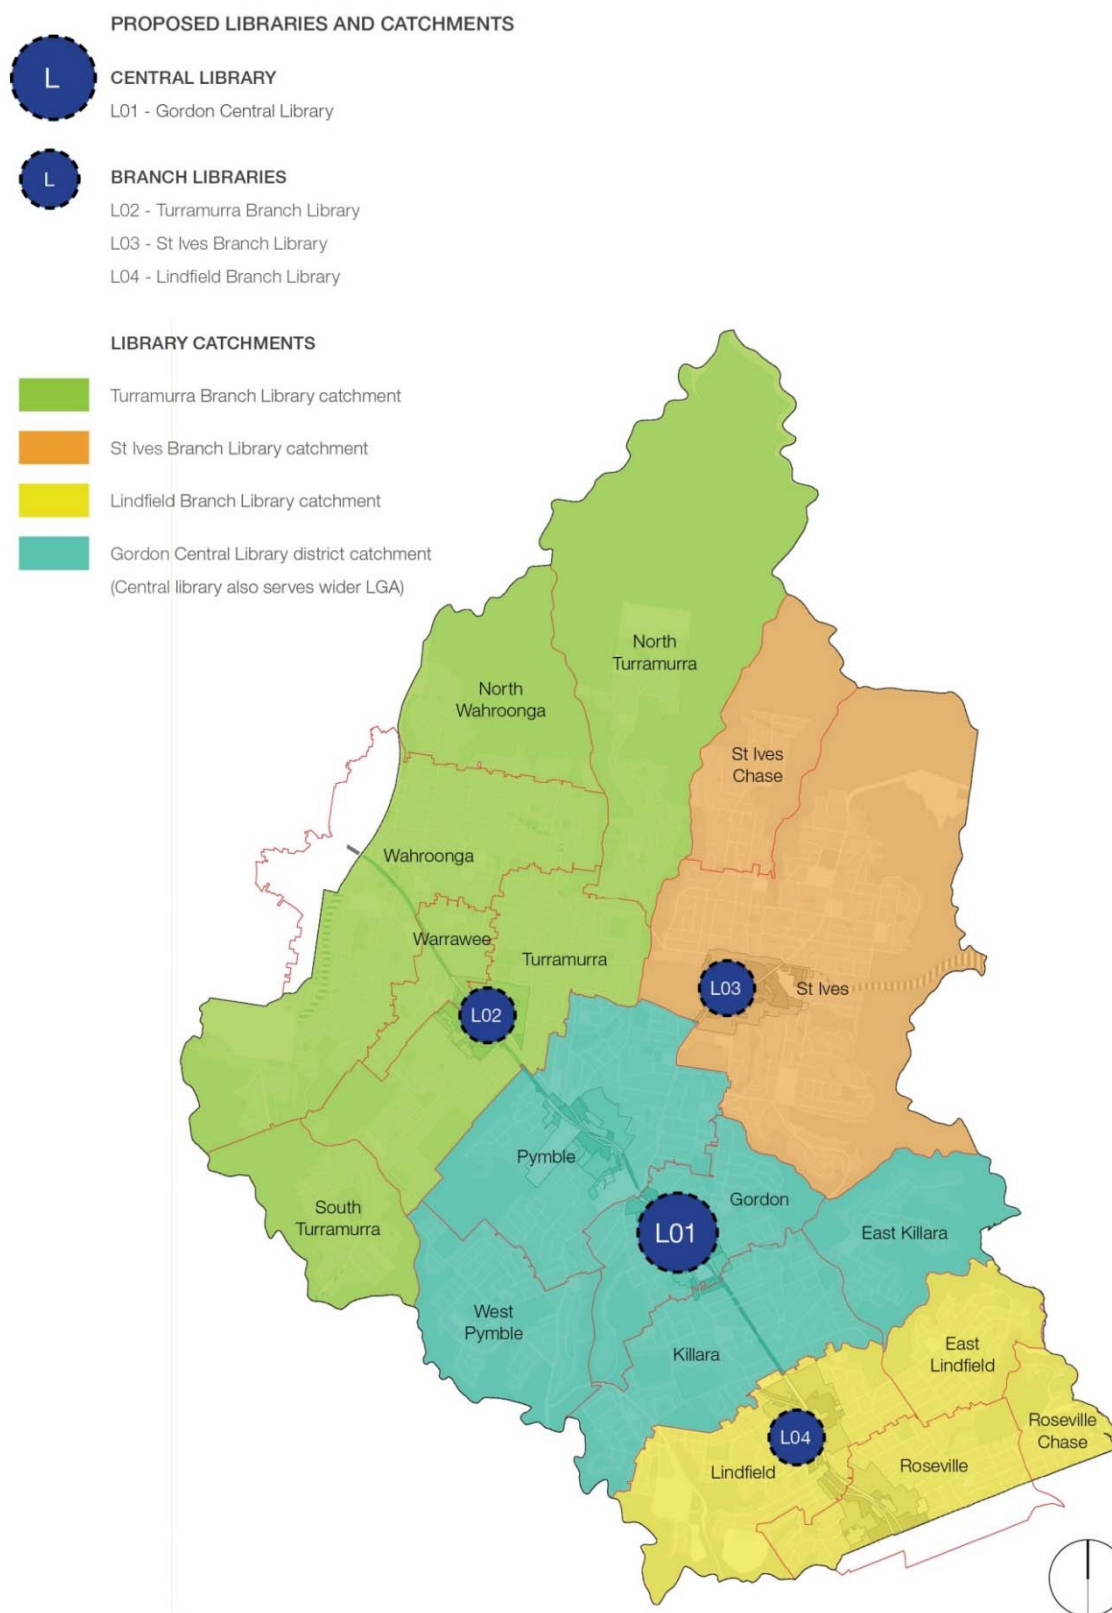 PROPOSED LIBRARIES AND CATCHMENTS
L
CENTRAL LIBRARY
L01 - Gordon Central Library
L
BRANCH LIBRARIES
L02 - Turramurra Branch Library
L03 - St Ives Branch Library
L04 - Lindfield Branch Library
LIBRARY CATCHMENTS
Turramurra Branch Library catchment
St Ives Branch Library catchment
Lindfield Branch Library catchment
Gordon Central Library district catchment
(Central library also serves wider LGA)
North
Turramurra
North
Wahroonga
St Ives
Chase
Wahroonga
Warrawee
Turramurra
L03
St Ives
L02
Pymble
Gordon
South
Turramurra
L01
East Killara
West
Pymble
Killara
East
Lindfield
Roseville
Chase
L04
Lindfield
Roseville